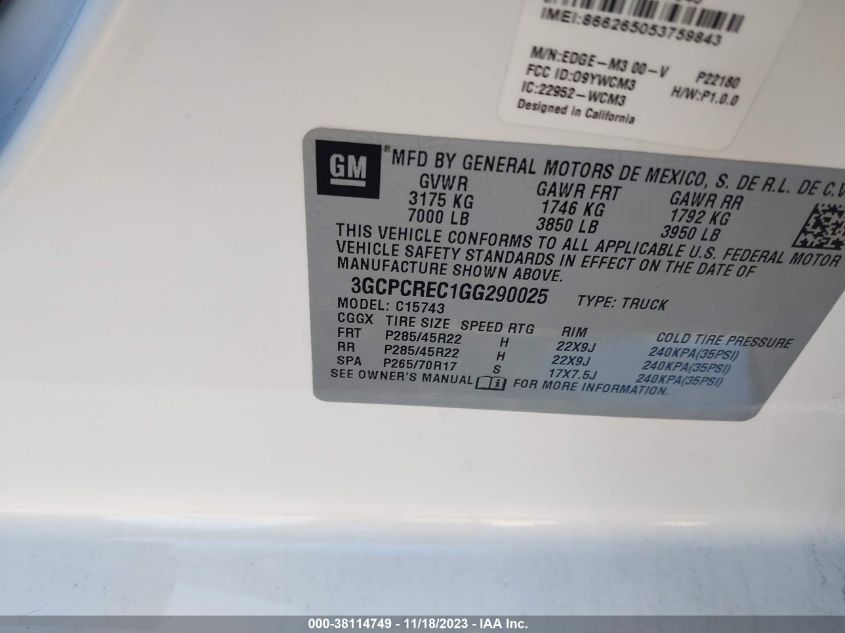 IMEI:866265053759843
M/N:EDGE-M3 00-V P22180
FCC ID:O9YWCM3 H/W:P1.0.0
IC:22952-WCM3
Designed in California
GM ® MFD BY GENERAL MOTORS DE MEXICO, S. DE R.L. DE C.V
GVWR GAWR FRT GAWR RR
3175 KG 1746 KG 1792 KG
7000 LB 3850 LB 3950 LB
THIS VEHICLE CONFORMS TO ALL APPLICABLE U.S. FEDERAL MOTOR
VEHICLE SAFETY STANDARDS IN EFFECT ON THE DATE OF
MANUFACTURE SHOWN ABOVE.
3GCPCREC1GG290025 TYPE: TRUCK
MODEL: C15743
CGGX TIRE SIZE SPEED RTG RIM COLD TIRE PRESSURE
FRT P285/45R22 H 22X9J 240KPA(35PSI)
RR P285/45R22 H 22X9J 240KPA(35PSI)
SPA P265/70R17 S 17X7.5J 240KPA(35PSI)
SEE OWNER'S MANUAL FOR MORE INFORMATION.
000-38114749 - 11/18/2023 - IAA Inc.